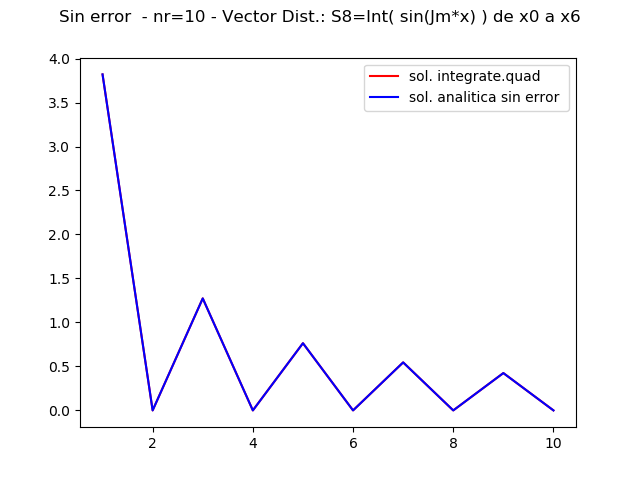 Sin error  - nr=10 - Vector Dist.: S8=Int( sin(Jm*x) ) de x0 a x6
sol. integrate.quad
sol. analitica sin error
4.0
3.5
3.0
2.5
2.0
1.5
1.0
0.5
0.0
2 4 6 8 10